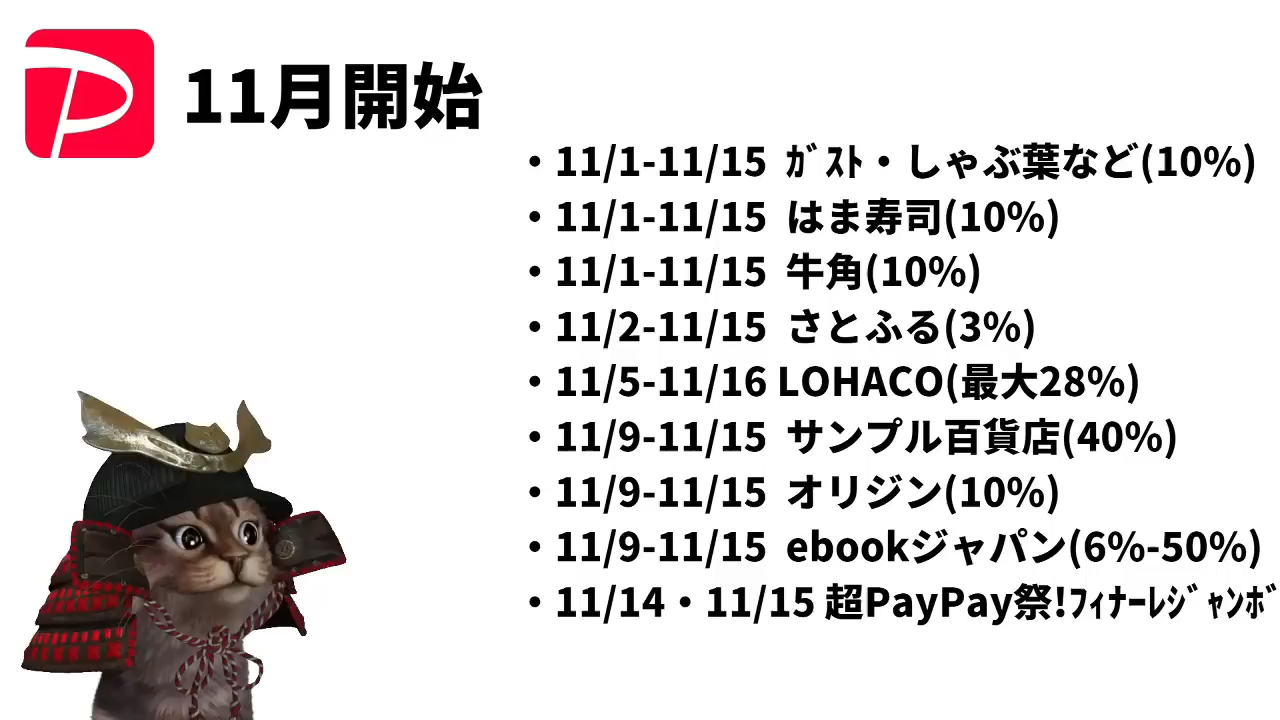 11月開始
・11/1-11/15 ｶﾞｽﾄ・しゃぶ葉など(10%)
・11/1-11/15 はま寿司(10%)
・11/1-11/15 牛角(10%)
・11/2-11/15 さとふる(3%)
・11/5-11/16 LOHACO(最大28%)
・11/9-11/15 サンプル百貨店(40%)
・11/9-11/15 オリジン(10%)
・11/9-11/15 ebookジャパン(6%-50%)
・11/14・11/15 超PayPay祭!ﾌｨﾅｰﾚｼﾞｬﾝﾎﾞ